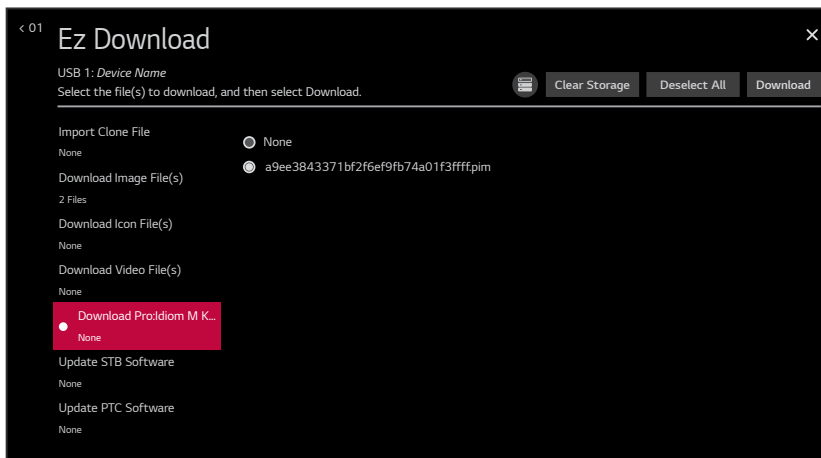 < 01
Ez Download
USB 1: Device Name
Select the file(s) to download, and then select Download.
Clear Storage
Deselect All
Download
Import Clone File
None
Download Image File(s)
2 Files
Download Icon File(s)
None
Download Video File(s)
None
Download Pro:Idiom M K...
None
Update STB Software
None
Update PTC Software
None
None
a9ee3843371bf2f6ef9fb74a01f3ffff.pim